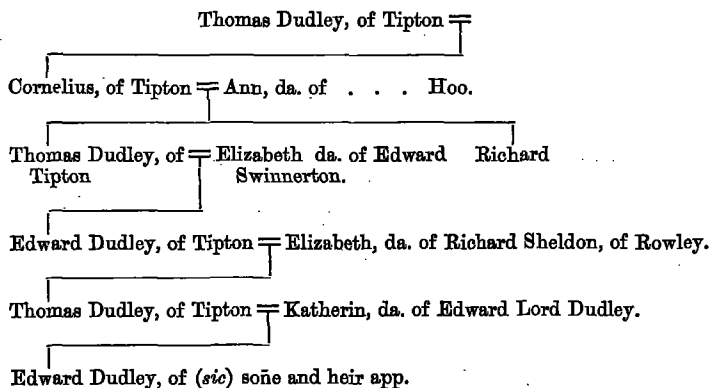 Thomas Dudley, of Tipton
Cornelius, of Tipton Ann, da. of . . . Hoo.
Thomas Dudley, of Elizabeth da. of Edward Richard
Tipton Swinnerton.
Edward Dudley, of Tipton Elizabeth, da. of Richard Sheldon, of Rowley.
Thomas Dudley, of Tipton Katherin, da. of Edward Lord Dudley.
Edward Dudley, of (sic) soñe and heir app.